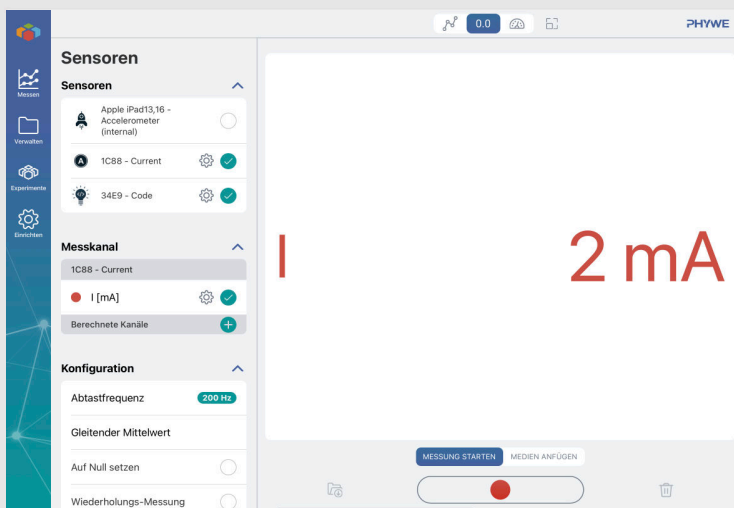 0.0
PHYWE
Messen
Verwalten
Experimente
Einrichten
Sensoren
Sensoren
Apple iPad13,16 -
Accelerometer
(internal)
A
1C88 - Current
34E9 - Code
Messkanal
1C88 - Current
I [mA]
Berechnete Kanäle
Konfiguration
Abtastfrequenz
200 Hz
Gleitender Mittelwert
Auf Null setzen
Wiederholungs-Messung
I 2 mA
MESSUNG STARTEN MEDIEN ANFÜGEN